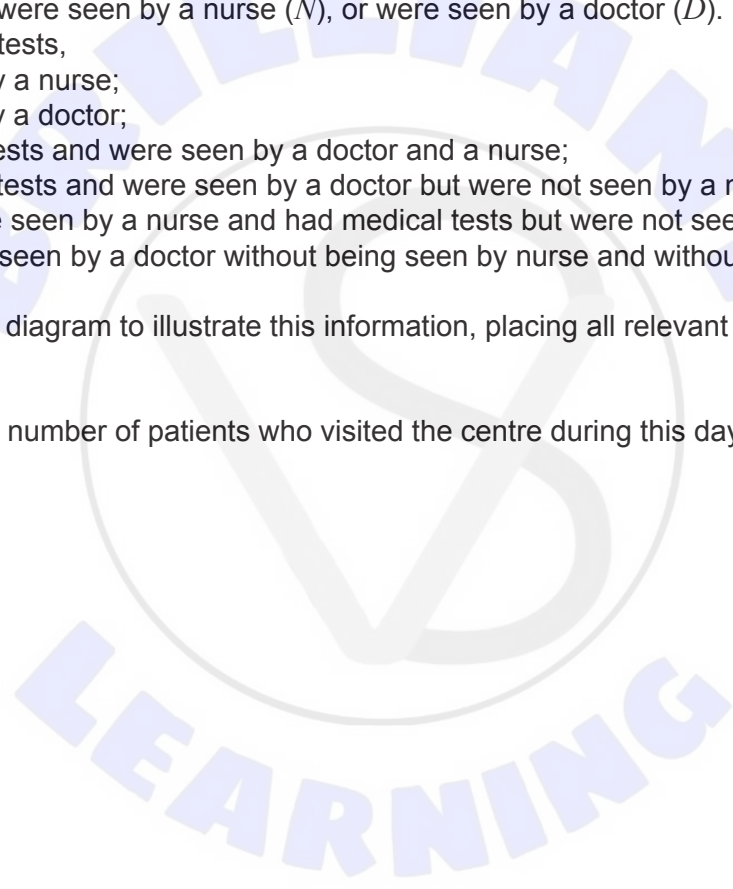 were seen by a nurse (N), or were seen by a doctor (D).
tests,
y a nurse;
y a doctor;
ests and were seen by a doctor and a nurse;
tests and were seen by a doctor but were not seen by a
e seen by a nurse and had medical tests but were not see
seen by a doctor without being seen by nurse and withou
diagram to illustrate this information, placing all relevant
number of patients who visited the centre during this day
BRILLIANT
VS
LEARNING